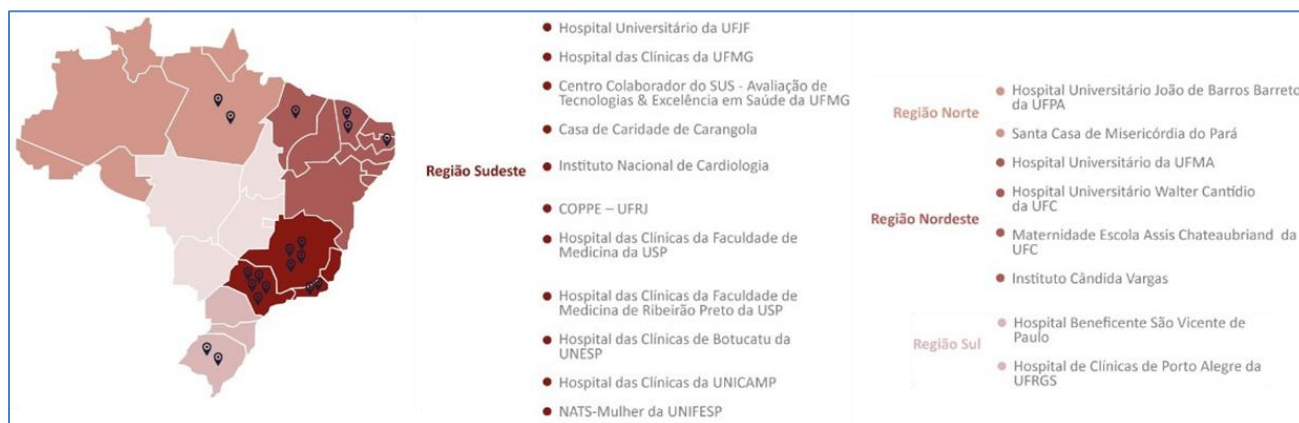 Região Sudeste
Hospital Universitário da UFJF
Hospital das Clínicas da UFMG
Centro Colaborador do SUS - Avaliação de
Tecnologias & Excelência em Saúde da UFMG
Casa de Caridade de Carangola
Instituto Nacional de Cardiologia
COPPE – UFRJ
Hospital das Clínicas da Faculdade de
Medicina da USP
Hospital das Clínicas da Faculdade de
Medicina de Ribeirão Preto da USP
Hospital das Clínicas de Botucatu da
UNESP
Hospital das Clínicas da UNICAMP
NATS-Mulher da UNIFESP
Região Norte
Hospital Universitário João de Barros Barreto
da UFPA
Santa Casa de Misericórdia do Pará
Região Nordeste
Hospital Universitário da UFMA
Hospital Universitário Walter Cantídio
da UFC
Maternidade Escola Assis Chateaubriand da
UFC
Instituto Cândida Vargas
Região Sul
Hospital Beneficente São Vicente de
Paulo
Hospital de Clínicas de Porto Alegre da
UFRGS